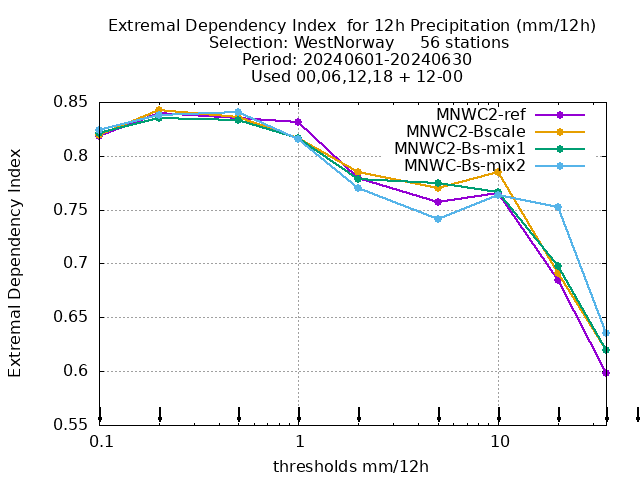 Extremal Dependency Index  for 12h Precipitation (mm/12h)
Selection: WestNorway     56 stations
Period: 20240601-20240630
Used 00,06,12,18 + 12-00
Extremal Dependency Index
0.85
0.8
0.75
0.7
0.65
0.6
0.55
MNWC2-ref
MNWC2-Bscale
MNWC2-Bs-mix1
MNWC-Bs-mix2
0.1 1 10
thresholds mm/12h